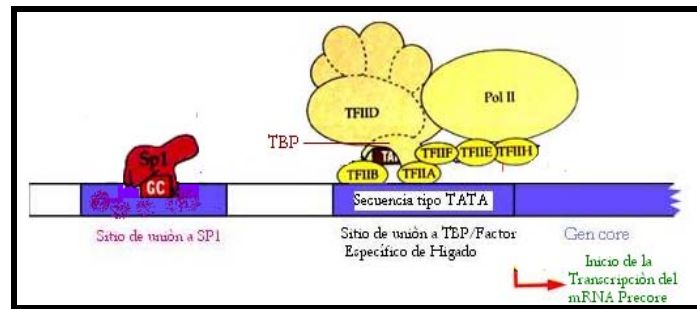 TFIID
Pol II
TBP
Sp1
GC
TFIIF
TFIIE
TFIIH
TFIIB
TFIIA
Secuencia tipo TATA
Sitio de unión a SP1
Sitio de unión a TBP/Factor
Específico de Higado
Gen core
Inicio de la
Transcripción del
mRNA Precore